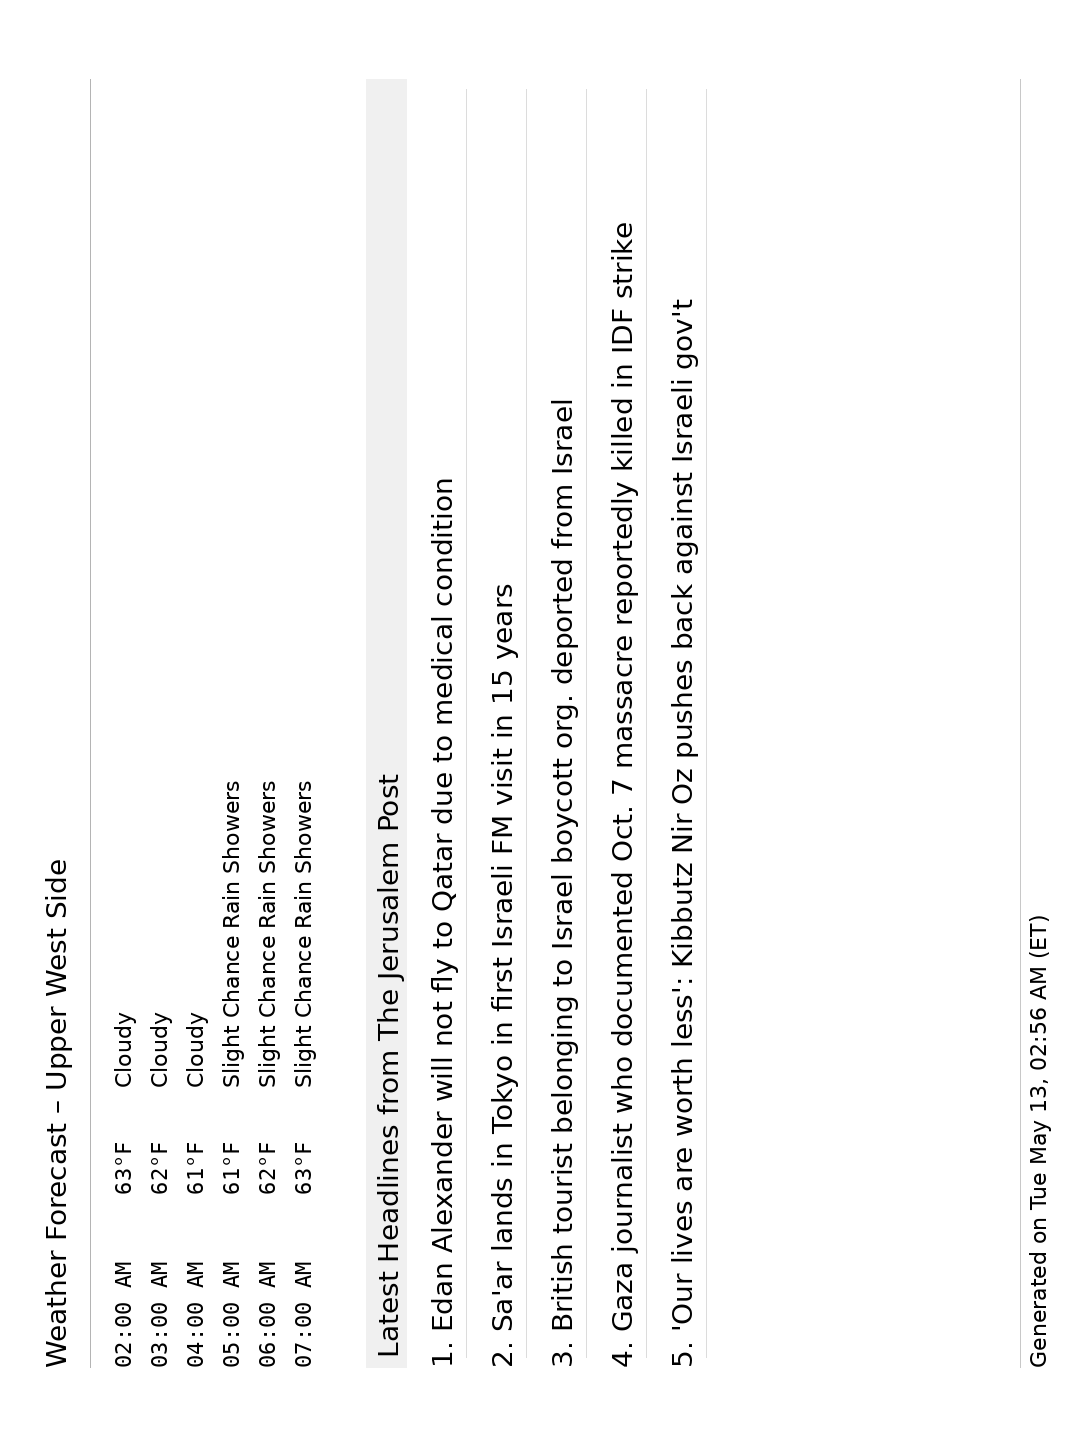 Weather Forecast – Upper West Side
02:00 AM 63°F Cloudy
03:00 AM 62°F Cloudy
04:00 AM 61°F Cloudy
05:00 AM 61°F Slight Chance Rain Showers
06:00 AM 62°F Slight Chance Rain Showers
07:00 AM 63°F Slight Chance Rain Showers
Latest Headlines from The Jerusalem Post
1. Edan Alexander will not fly to Qatar due to medical condition
2. Sa'ar lands in Tokyo in first Israeli FM visit in 15 years
3. British tourist belonging to Israel boycott org. deported from Israel
4. Gaza journalist who documented Oct. 7 massacre reportedly killed in IDF strike
5. 'Our lives are worth less': Kibbutz Nir Oz pushes back against Israeli gov't
Generated on Tue May 13, 02:56 AM (ET)